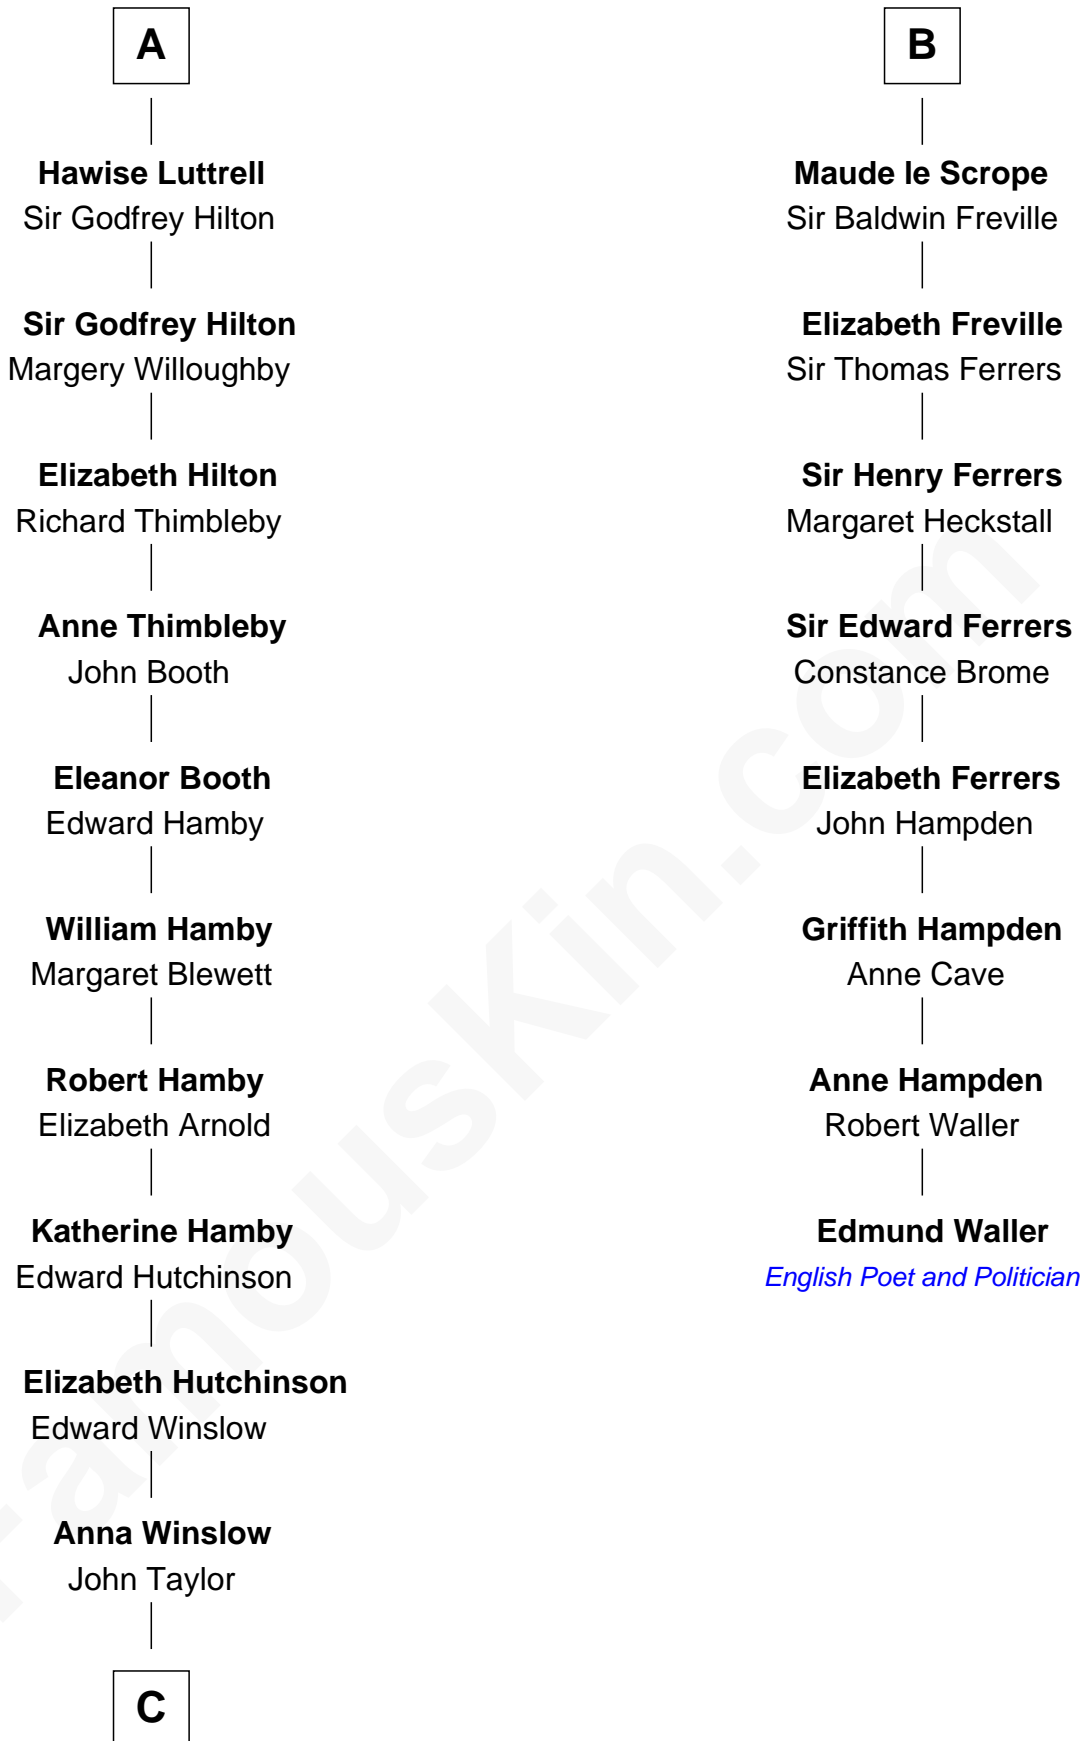 A
Hawise Luttrell
Sir Godfrey Hilton
Sir Godfrey Hilton
Margery Willoughby
Elizabeth Hilton
Richard Thimbleby
Anne Thimbleby
John Booth
Eleanor Booth
Edward Hamby
William Hamby
Margaret Blewett
Robert Hamby
Elizabeth Arnold
Katherine Hamby
Edward Hutchinson
Elizabeth Hutchinson
Edward Winslow
Anna Winslow
John Taylor
C
B
Maude le Scrope
Sir Baldwin Freville
Elizabeth Freville
Sir Thomas Ferrers
Sir Henry Ferrers
Margaret Heckstall
Sir Edward Ferrers
Constance Brome
Elizabeth Ferrers
John Hampden
Griffith Hampden
Anne Cave
Anne Hampden
Robert Waller
Edmund Waller
English Poet and Politician
FamousKin.com